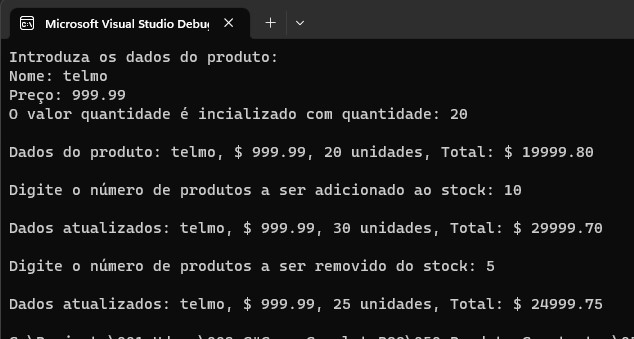 Microsoft Visual Studio Debug
Introduza os dados do produto:
Nome: telmo
Preço: 999.99
O valor quantidade é incializado com quantidade: 20
Dados do produto: telmo, $ 999.99, 20 unidades, Total: $ 19999.80
Digite o número de produtos a ser adicionado ao stock: 10
Dados atualizados: telmo, $ 999.99, 30 unidades, Total: $ 29999.70
Digite o número de produtos a ser removido do stock: 5
Dados atualizados: telmo, $ 999.99, 25 unidades, Total: $ 24999.75